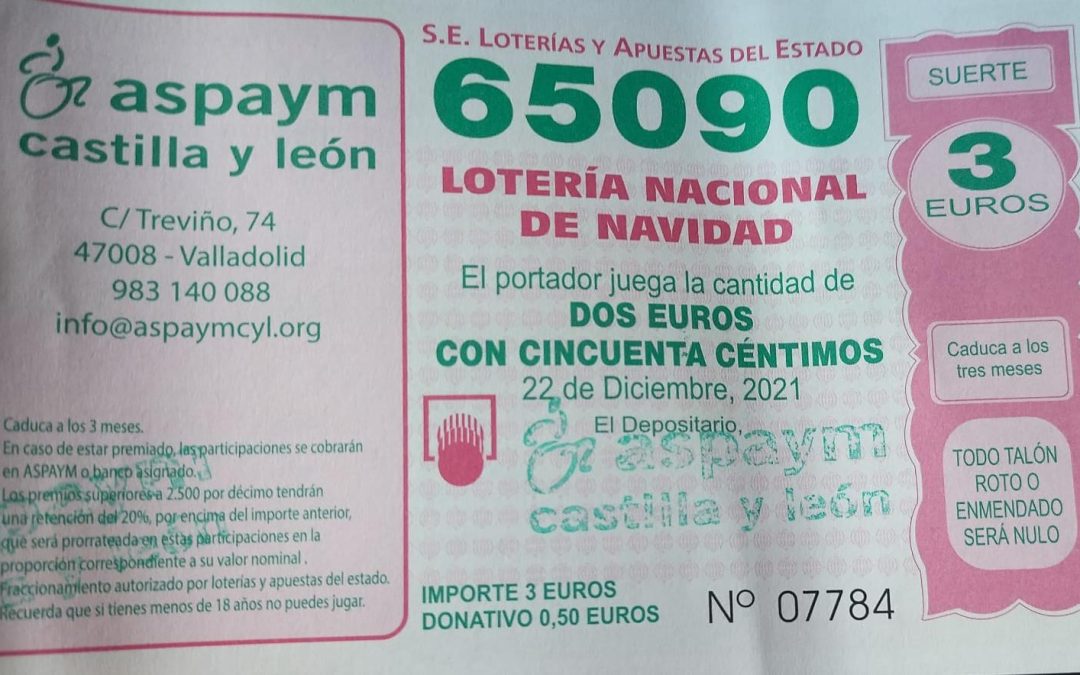 aspaym
castilla y león
C/ Treviño, 74
47008 - Valladolid
983 140 088
info@aspaymcyl.org
Caduca a los 3 meses.
En caso de estar premiado, las participaciones se cobrarán
en ASPAYM o banco asignado.
Los premios superiores a 2.500 por décimo tendrán
una retención del 20%, por encima del importe anterior,
que será prorrateada en estas participaciones en la
proporción correspondiente a su valor nominal .
Fraccionamiento autorizado por loterías y apuestas del estado.
Recuerda que si tienes menos de 18 años no puedes jugar.
S.E. LOTERÍAS Y APUESTAS DEL ESTADO
65090
LOTERÍA NACIONAL
DE NAVIDAD
El portador juega la cantidad de
DOS EUROS
CON CINCUENTA CÉNTIMOS
22 de Diciembre, 2021
El Depositario,
aspaym
castilla y león
IMPORTE 3 EUROS
DONATIVO 0,50 EUROS
Nº 07784
SUERTE
3
EUROS
Caduca a los
tres meses
TODO TALÓN
ROTO O
ENMENDADO
SERÁ NULO